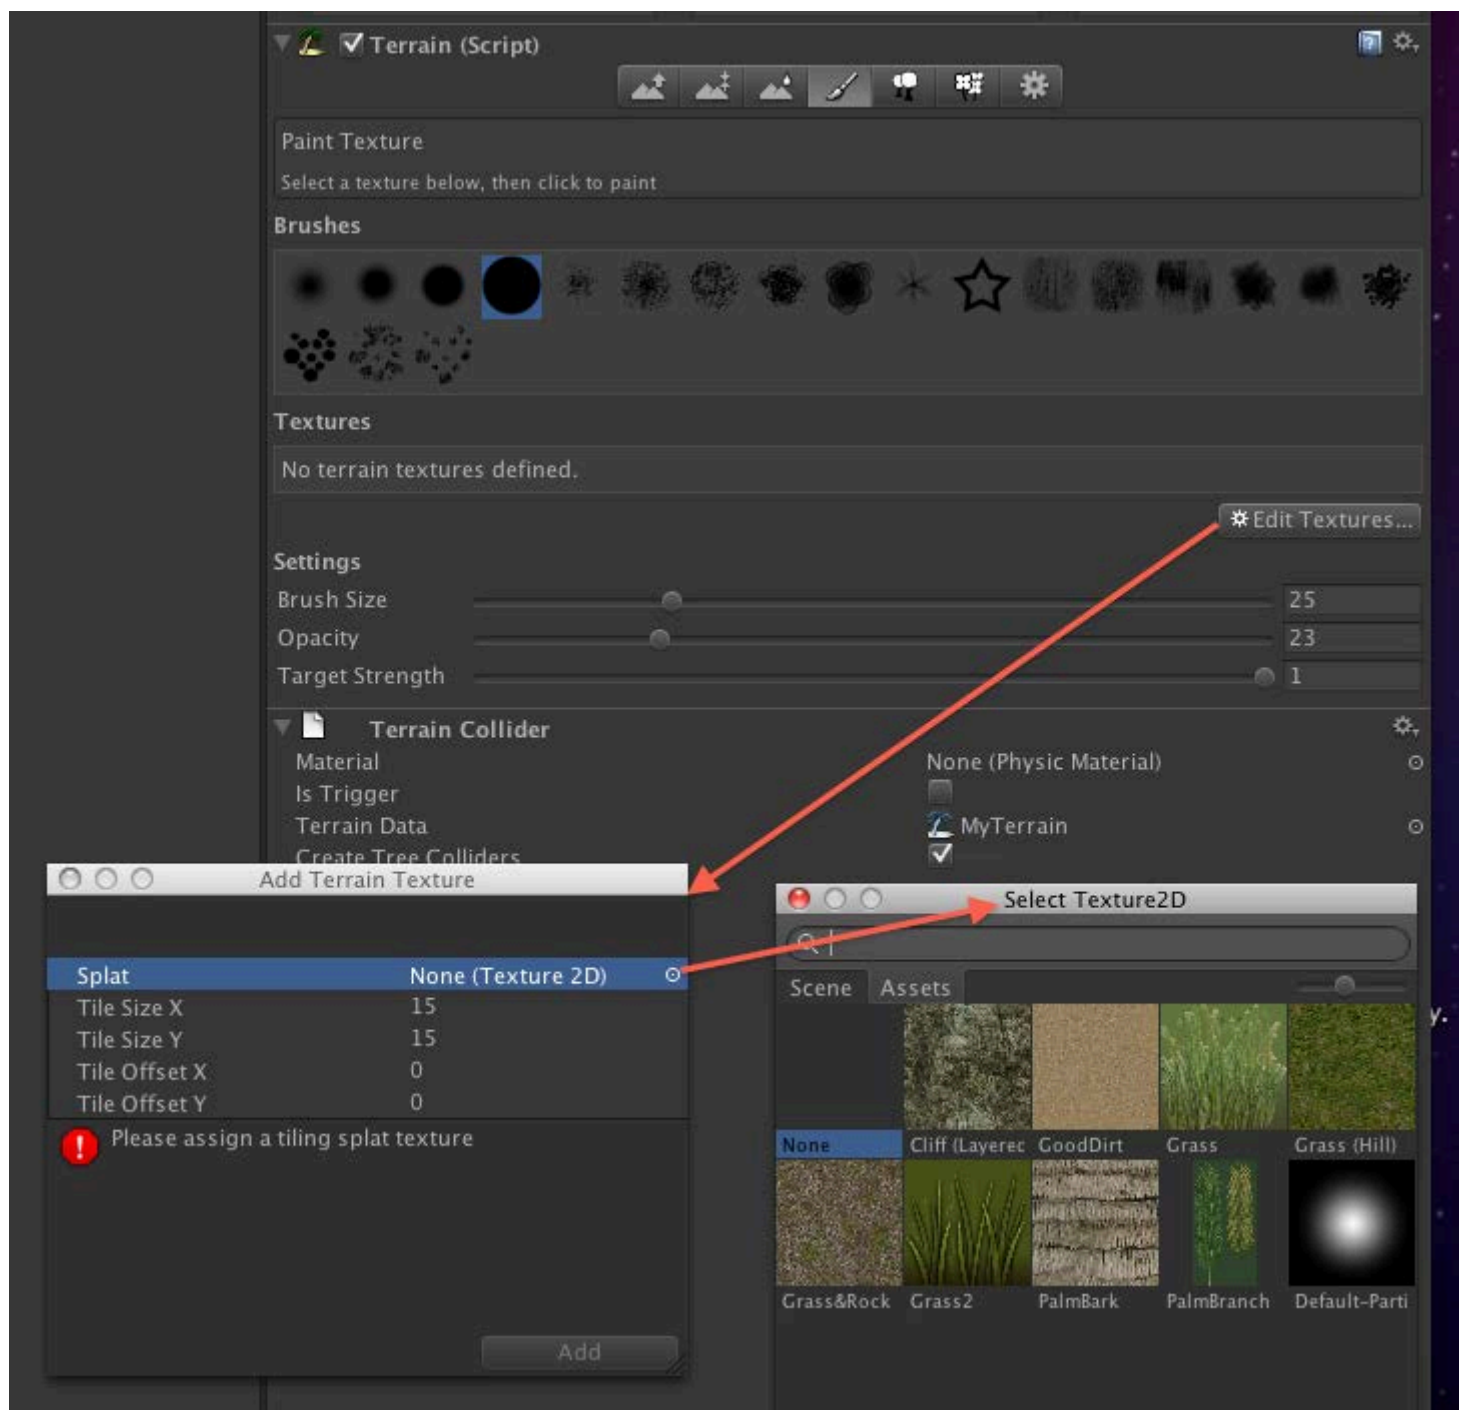 Terrain (Script)
Paint Texture
Select a texture below, then click to paint
Brushes
Textures
No terrain textures defined.
Edit Textures...
Settings
Brush Size 25
Opacity 23
Target Strength 1
Terrain Collider
Material None (Physic Material)
Is Trigger
Terrain Data MyTerrain
Create Tree Colliders
Add Terrain Texture
Splat None (Texture 2D)
Tile Size X 15
Tile Size Y 15
Tile Offset X 0
Tile Offset Y 0
Please assign a tiling splat texture
Add
Select Texture2D
Scene Assets
None Cliff (Layerec GoodDirt Grass Grass (Hill)
Grass&Rock Grass2 PalmBark PalmBranch Default-Parti
y.